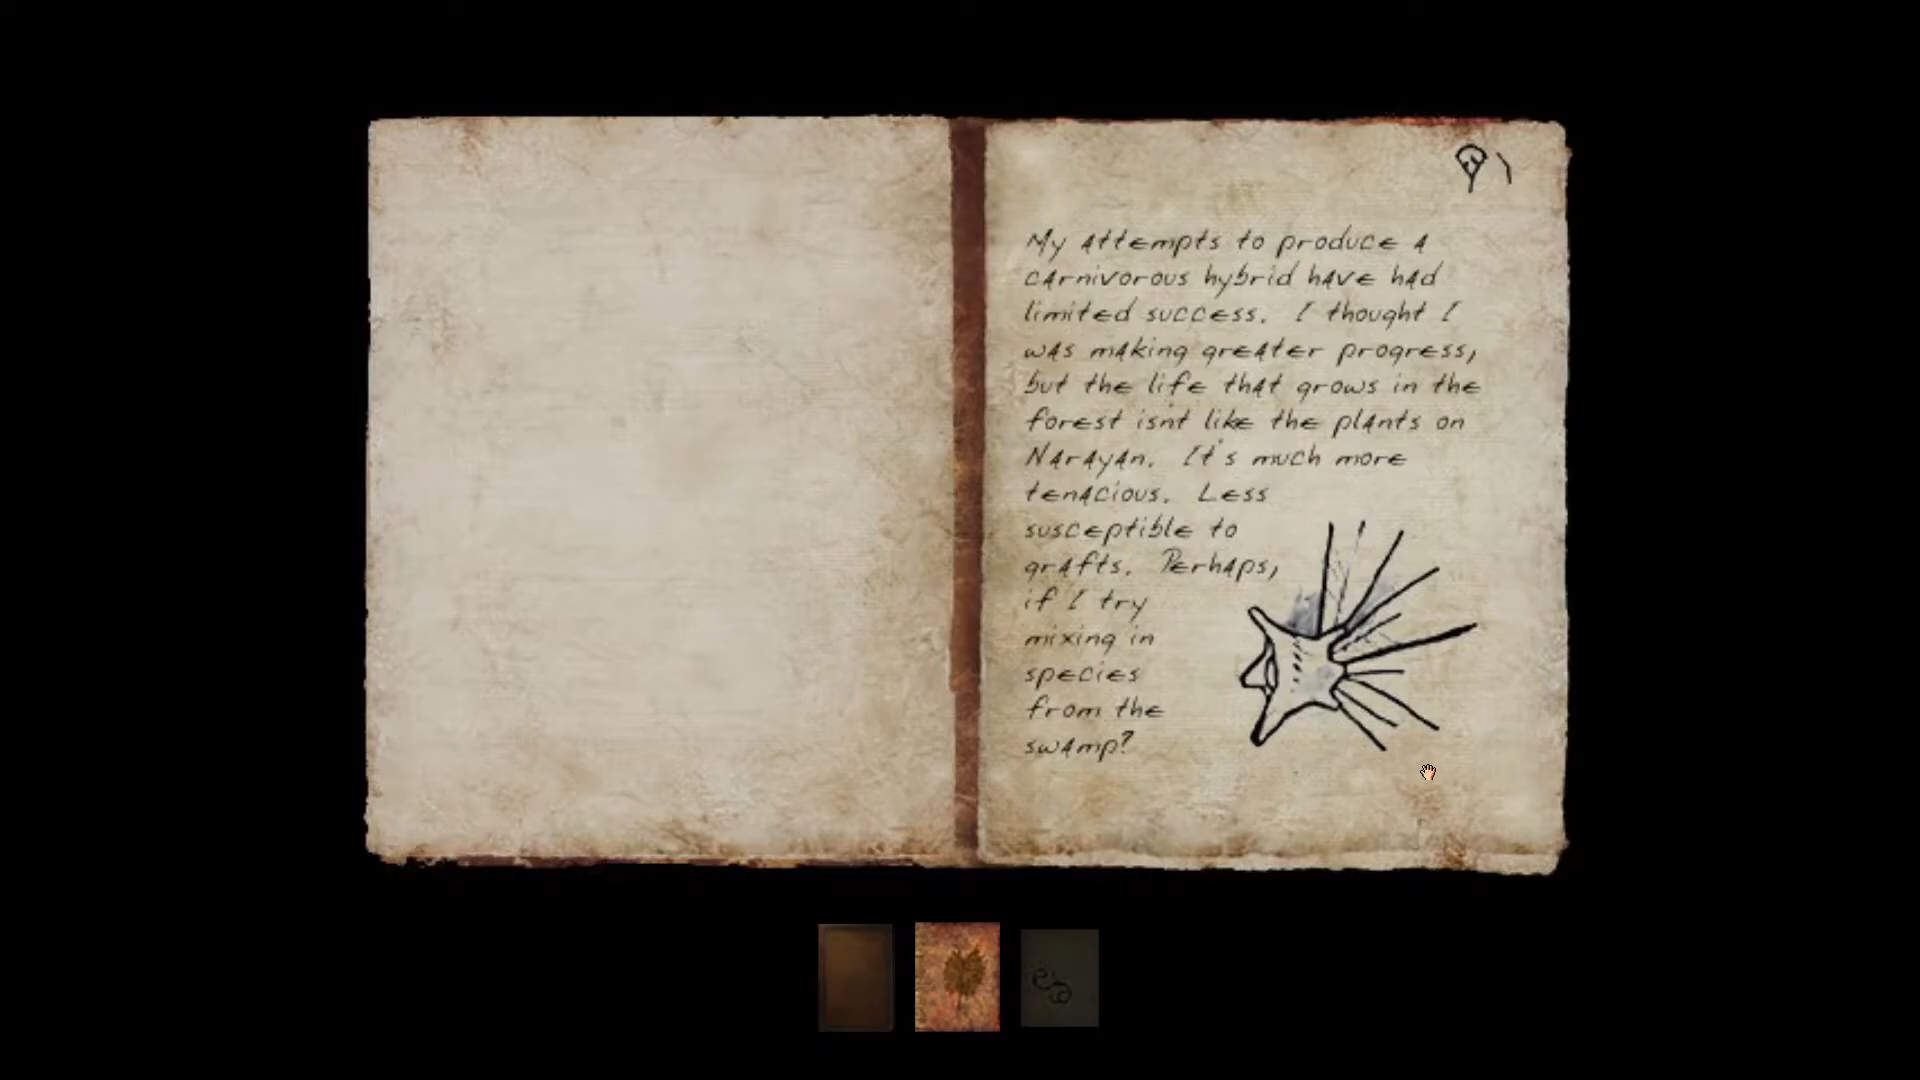 My attempts to produce a
carnivorous hybrid have had
limited success. I thought I
was making greater progress,
but the life that grows in the
forest isn't like the plants on
Narayan. It's much more
tenacious. Less
susceptible to
grafts. Perhaps,
if I try
mixing in
species
from the
swamp?